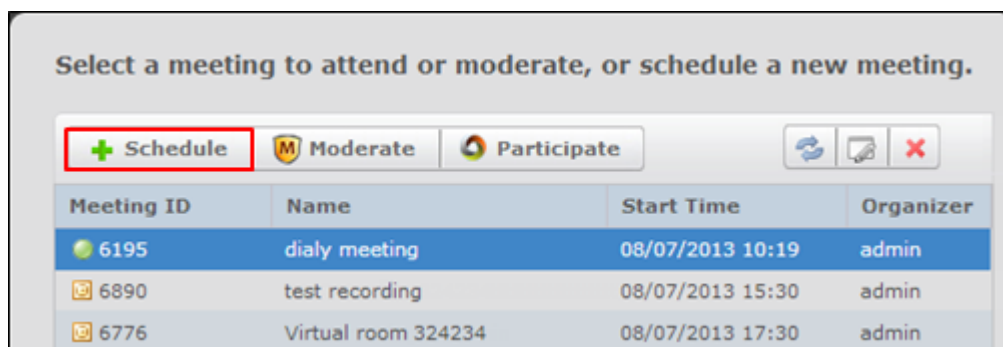 Select a meeting to attend or moderate, or schedule a new meeting.
Schedule M Moderate Participate
Meeting ID Name Start Time Organizer
6195 dialy meeting 08/07/2013 10:19 admin
6890 test recording 08/07/2013 15:30 admin
6776 Virtual room 324234 08/07/2013 17:30 admin